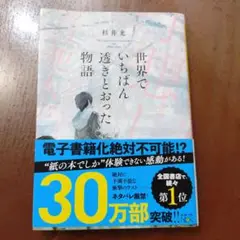 杉井光
世界で
いちばん
透きとおった
物語
電子書籍化絶対不可能!?
"紙の本でしか"体験できない感動がある!
全国書店で、続々
第1位
ネタバレ厳禁!
30万部突破!!